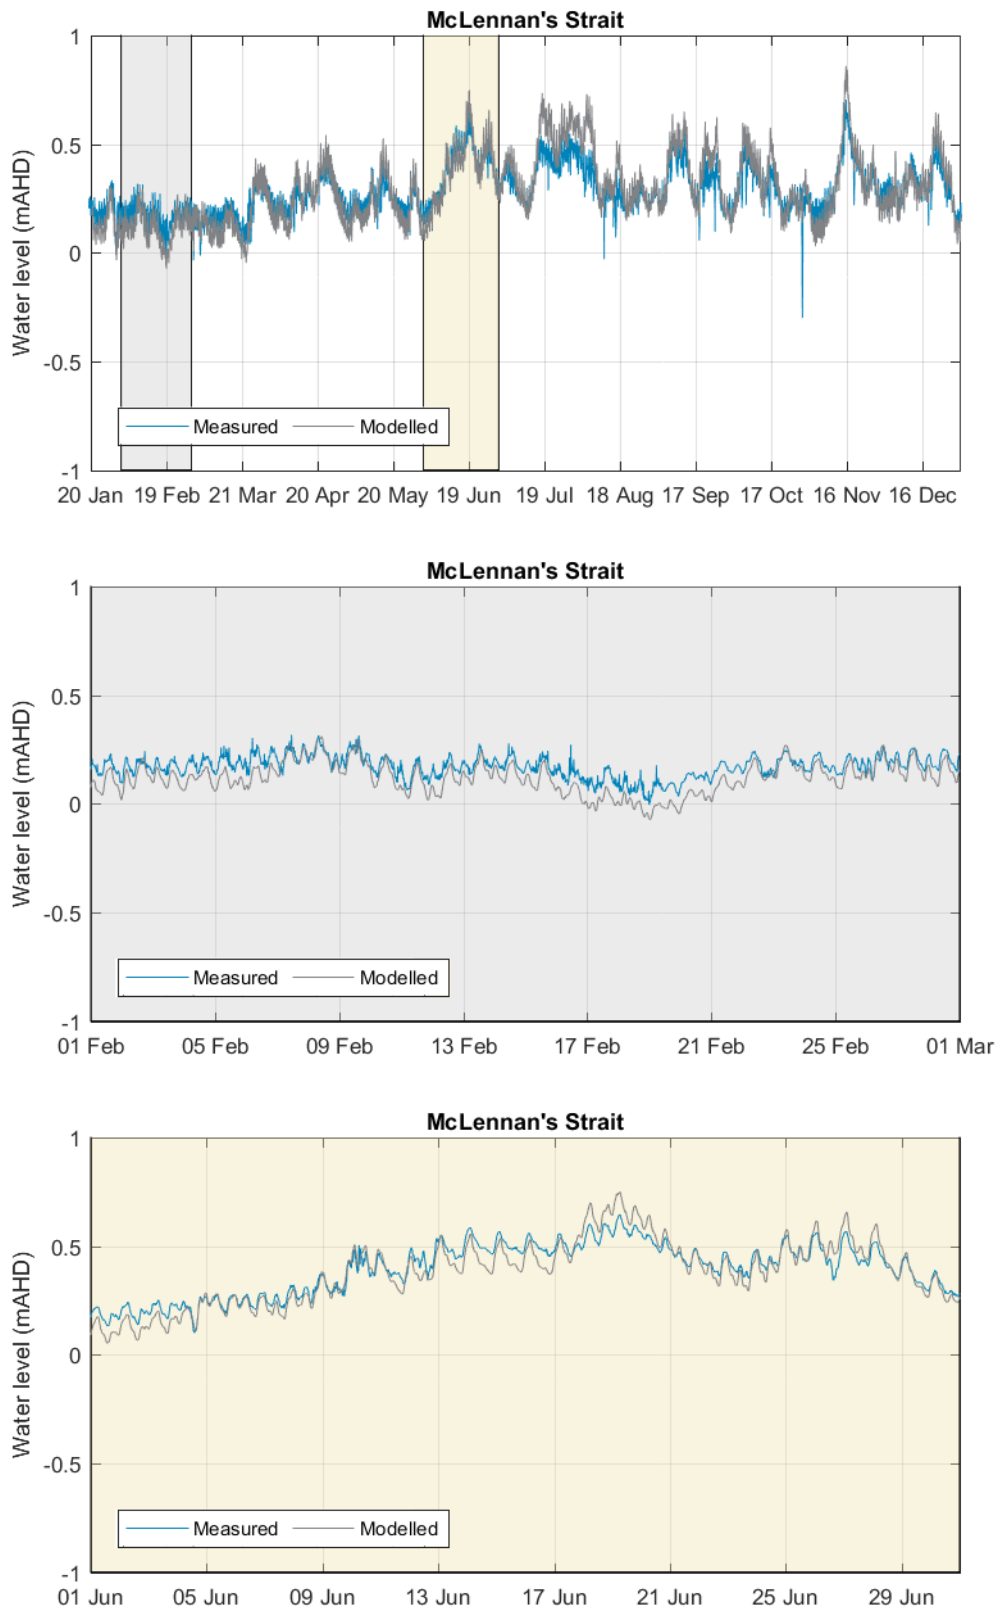 McLennan's Strait
1
0.5
0
-0.5
-1
Water level (mAHD)
Measured Modelled
20 Jan 19 Feb 21 Mar 20 Apr 20 May 19 Jun 19 Jul 18 Aug 17 Sep 17 Oct 16 Nov 16 Dec
McLennan's Strait
1
0.5
0
-0.5
-1
Water level (mAHD)
Measured Modelled
01 Feb 05 Feb 09 Feb 13 Feb 17 Feb 21 Feb 25 Feb 01 Mar
McLennan's Strait
1
0.5
0
-0.5
-1
Water level (mAHD)
Measured Modelled
01 Jun 05 Jun 09 Jun 13 Jun 17 Jun 21 Jun 25 Jun 29 Jun